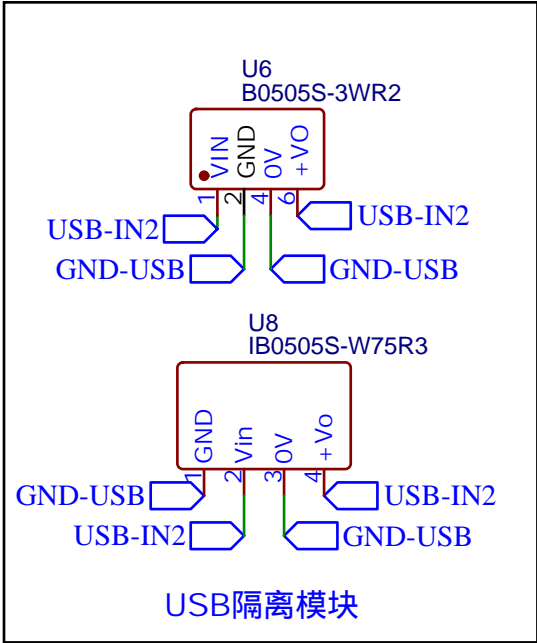 U6
B0505S-3WR2
VIN
GND
0V
+VO
1
2
4
6
USB-IN2
USB-IN2
GND-USB
GND-USB
U8
IB0505S-W75R3
GND
Vin
0V
+Vo
1
2
3
4
GND-USB
USB-IN2
USB-IN2
GND-USB
USB隔离模块